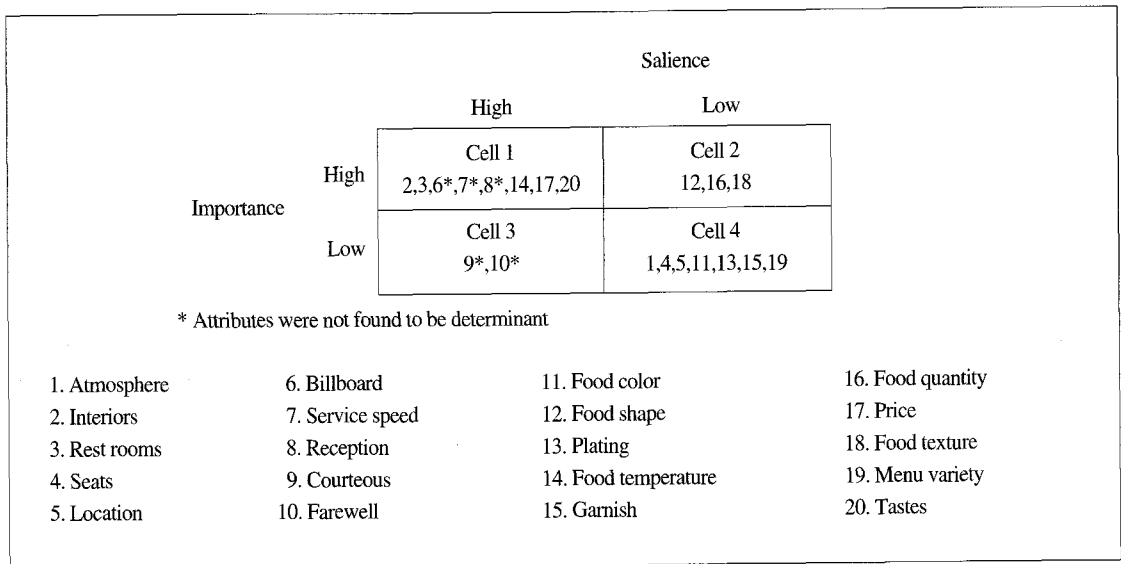 Salience
High Low
Cell 1 Cell 2
High 2,3,6*,7*,8*,14,17,20 12,16,18
Importance
Cell 3 Cell 4
Low 9*,10* 1,4,5,11,13,15,19
* Attributes were not found to be determinant
1. Atmosphere 6. Billboard 11. Food color 16. Food quantity
2. Interiors 7. Service speed 12. Food shape 17. Price
3. Rest rooms 8. Reception 13. Plating 18. Food texture
4. Seats 9. Courteous 14. Food temperature 19. Menu variety
5. Location 10. Farewell 15. Garnish 20. Tastes